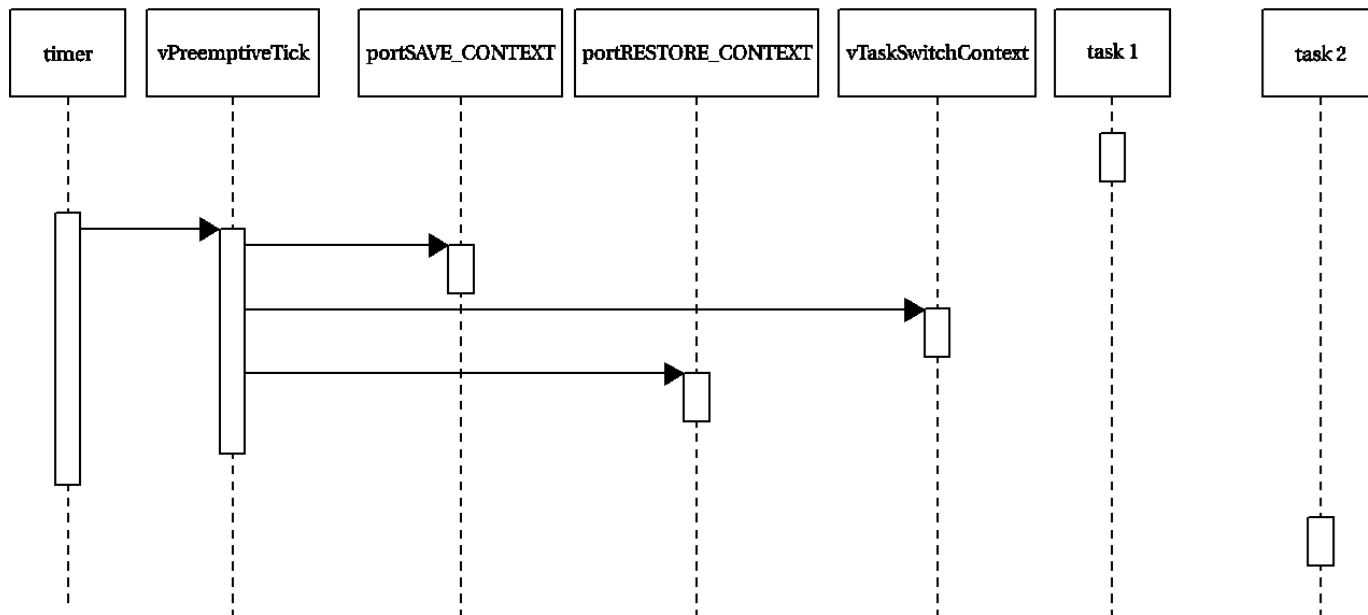 timer
vPreemptiveTick
portSAVE_CONTEXT
portRESTORE_CONTEXT
vTaskSwitchContext
task 1
task 2